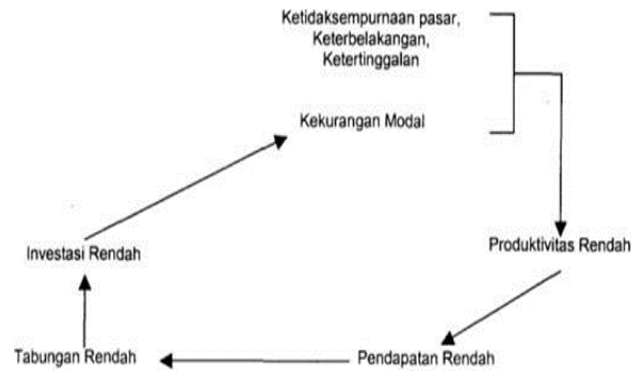 Ketidaksempurnaan pasar,
Keterbelakangan,
Ketertinggalan
Kekurangan Modal
Investasi Rendah
Produktivitas Rendah
Tabungan Rendah
Pendapatan Rendah